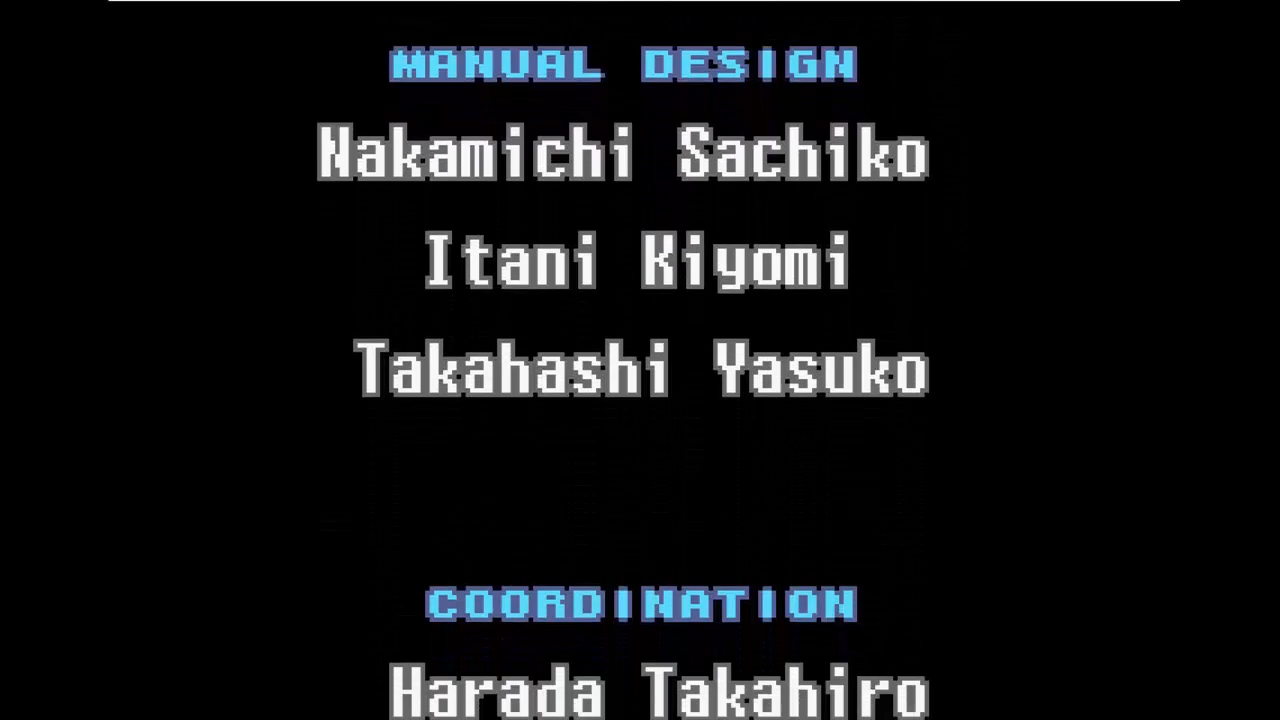 MANUAL DESIGN
Nakamichi Sachiko
Itani Kiyomi
Takahashi Yasuko
COORDINATION
Harada Takahiro